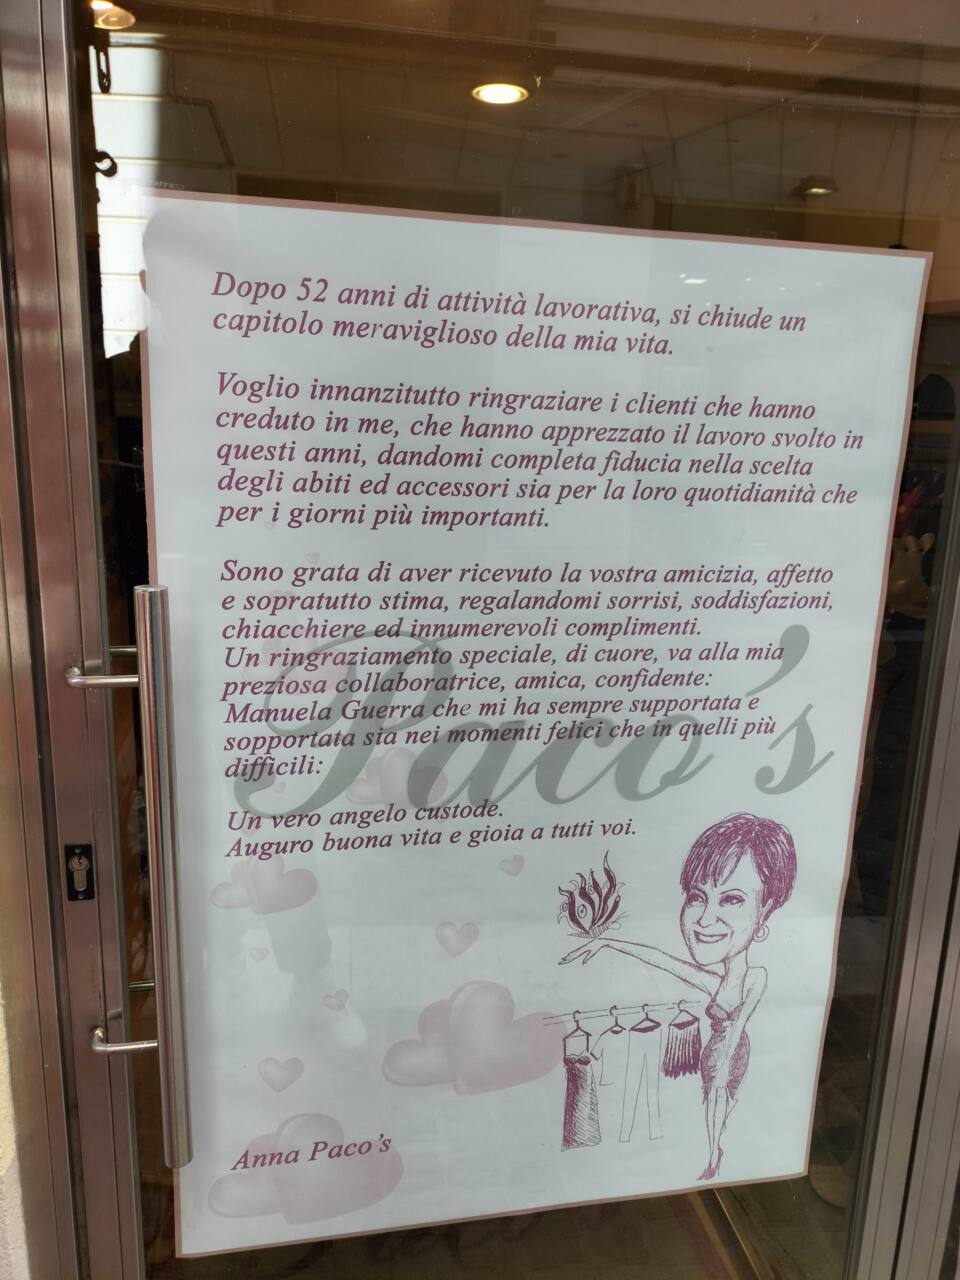 Dopo 52 anni di attività lavorativa, si chiude un
capitolo meraviglioso della mia vita.
Voglio innanzitutto ringraziare i clienti che hanno
creduto in me, che hanno apprezzato il lavoro svolto in
questi anni, dandomi completa fiducia nella scelta
degli abiti ed accessori sia per la loro quotidianità che
per i giorni più importanti.
Sono grata di aver ricevuto la vostra amicizia, affetto
e sopratutto stima, regalandomi sorrisi, soddisfazioni,
chiacchiere ed innumerevoli complimenti.
Un ringraziamento speciale, di cuore, va alla mia
preziosa collaboratrice, amica, confidente:
Manuela Guerra che mi ha sempre supportata e
sopportata sia nei momenti felici che in quelli più
difficili:
Paco's
Un vero angelo custode.
Auguro buona vita e gioia a tutti voi.
Anna Paco's